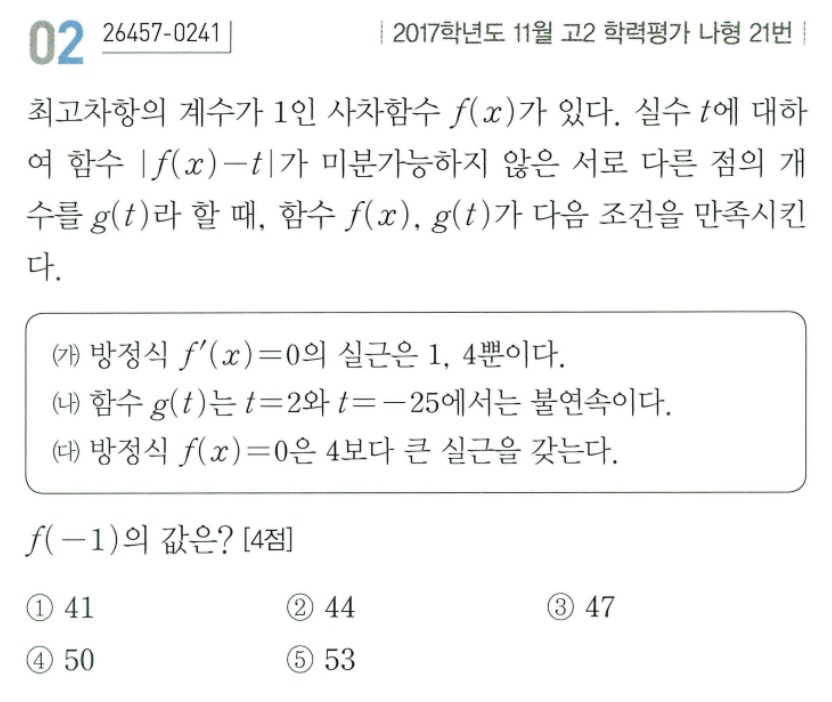 02 26457-0241 2017학년도 11월 고2 학력평가 나형 21번
최고차항의 계수가 1인 사차함수 f(x)가 있다. 실수 t에 대하
여 함수 |f(x)-t|가 미분가능하지 않은 서로 다른 점의 개
수를 g(t)라 할 때, 함수 f(x), g(t)가 다음 조건을 만족시킨
다.
㈎ 방정식 f'(x)=0의 실근은 1, 4뿐이다.
㈏ 함수 g(t)는 t=2와 t=-25에서는 불연속이다.
㈐ 방정식 f(x)=0은 4보다 큰 실근을 갖는다.
f(-1)의 값은? [4점]
① 41 ② 44 ③ 47
④ 50 ⑤ 53